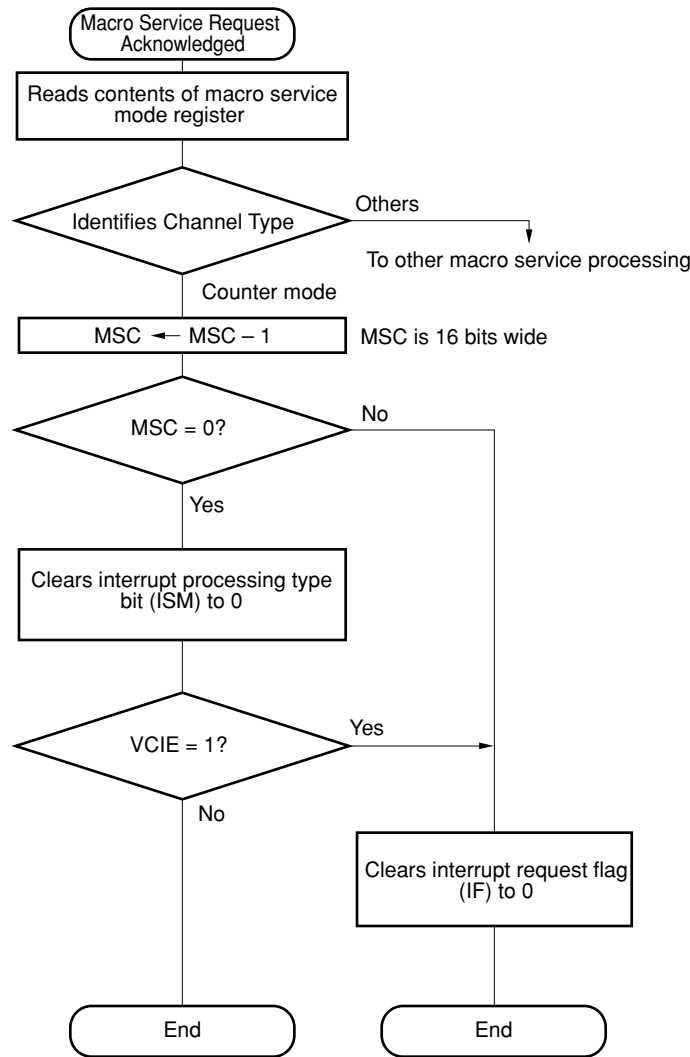 Macro Service Request
Acknowledged
Reads contents of macro service
mode register
Identifies Channel Type
Others
To other macro service processing
Counter mode
MSC ← MSC – 1
MSC is 16 bits wide
MSC = 0?
No
Yes
Clears interrupt processing type
bit (ISM) to 0
VCIE = 1?
Yes
No
Clears interrupt request flag
(IF) to 0
End
End